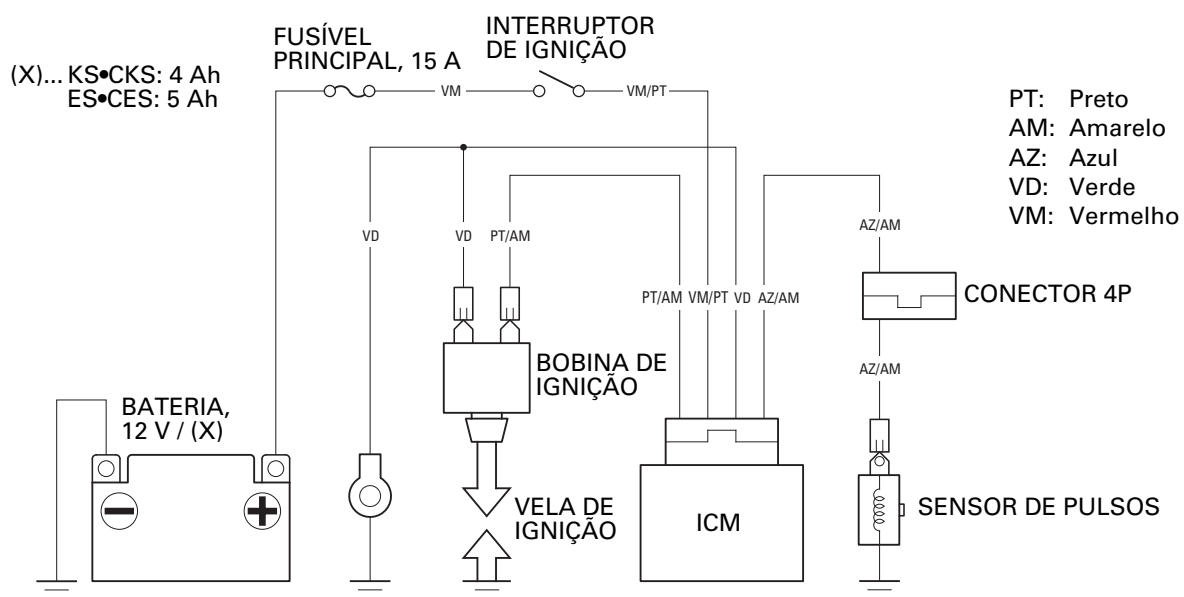 (X)... KS•CKS: 4 Ah
ES•CES: 5 Ah
FUSÍVEL
PRINCIPAL, 15 A
INTERRUPTOR
DE IGNIÇÃO
VM
VM/PT
PT: Preto
AM: Amarelo
AZ: Azul
VD: Verde
VM: Vermelho
VD
VD
PT/AM
AZ/AM
PT/AM
VM/PT
VD
AZ/AM
CONECTOR 4P
AZ/AM
BOBINA DE
IGNIÇÃO
BATERIA,
12 V / (X)
VELA DE
IGNIÇÃO
ICM
SENSOR DE PULSOS